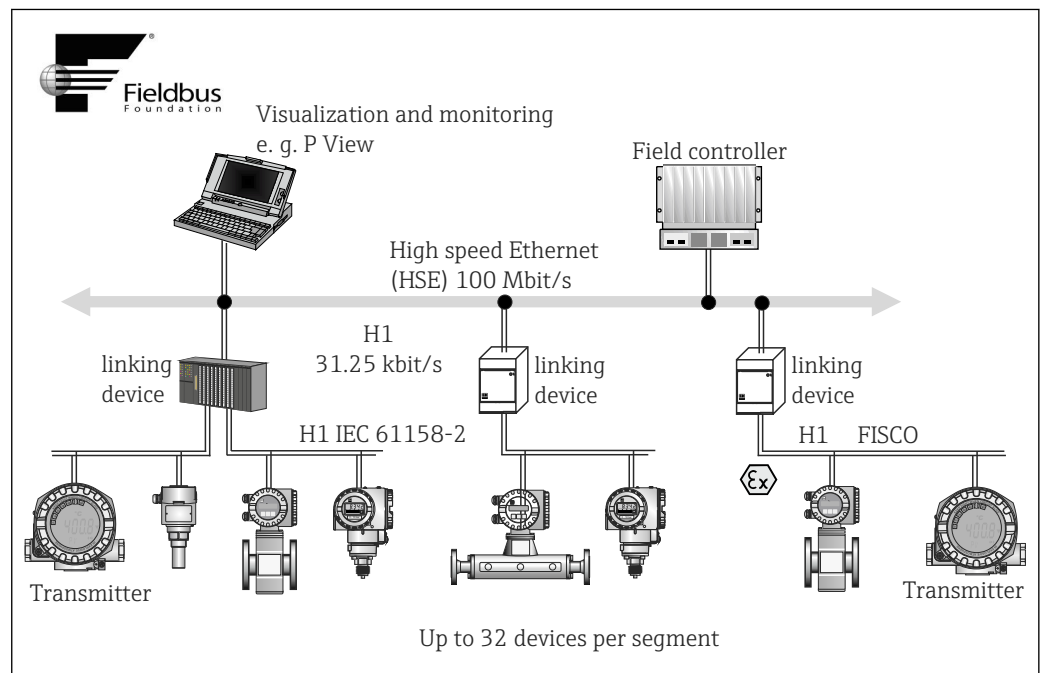 Fieldbus
Foundation
Visualization and monitoring
e. g. P View
Field controller
High speed Ethernet
(HSE) 100 Mbit/s
H1
31.25 kbit/s
linking
device
linking
device
linking
device
H1 IEC 61158-2
H1 FISCO
Ex
Transmitter
Transmitter
Up to 32 devices per segment